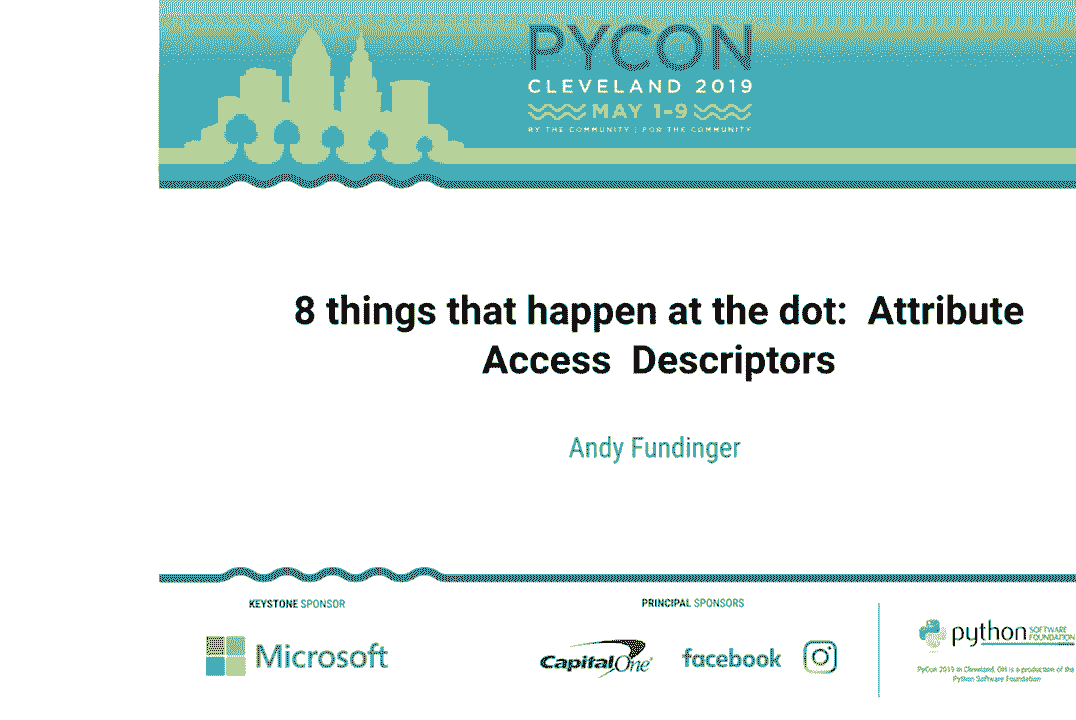 PYCON
CLEVELAND 2019
MAY 1-9
BY THE COMMUNITY | FOR THE COMMUNITY
8 things that happen at the dot: Attribute
Access Descriptors
Andy Fundinger
KEYSTONE SPONSOR
PRINCIPAL SPONSORS
Microsoft
CapitalOne
facebook
python
SOFTWARE
FOUNDATION
PyCon 2019 in Cleveland, OH is a production of the
Python Software Foundation